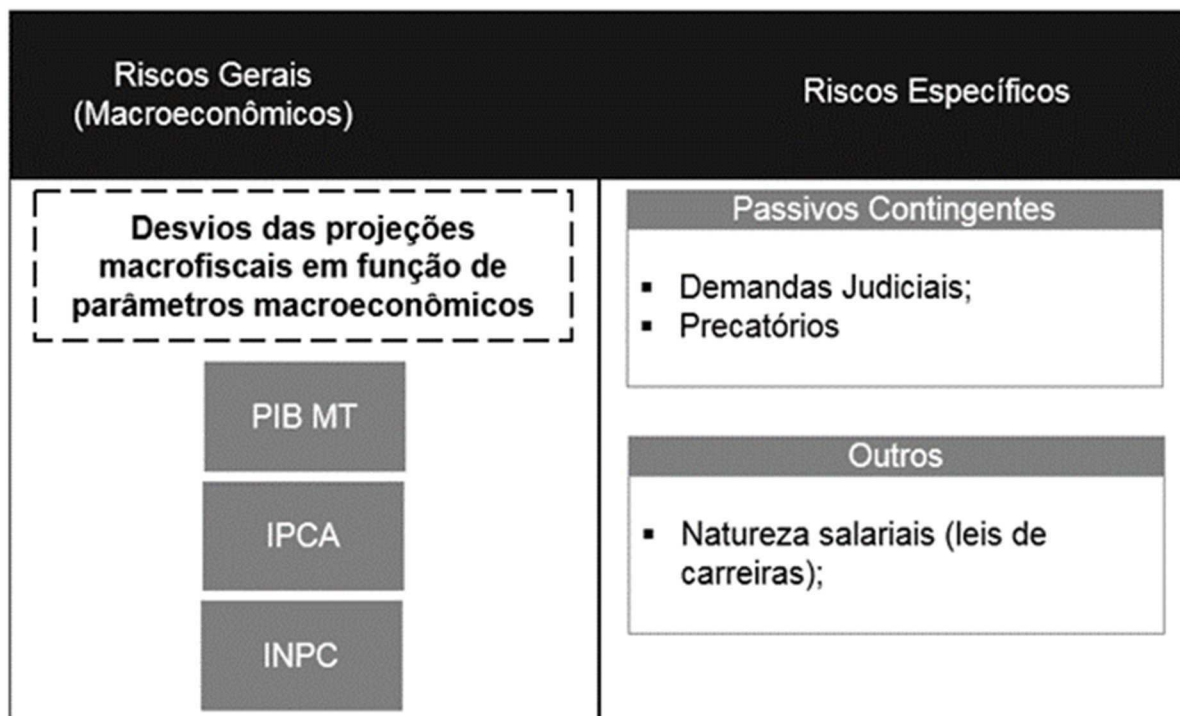 Riscos Gerais
(Macroeconômicos)
Riscos Específicos
Desvios das projeções
macrofiscais em função de
parâmetros macroeconômicos
PIB MT
IPCA
INPC
Passivos Contingentes
▪ Demandas Judiciais;
▪ Precatórios
Outros
▪ Natureza salariais (leis de
carreiras);